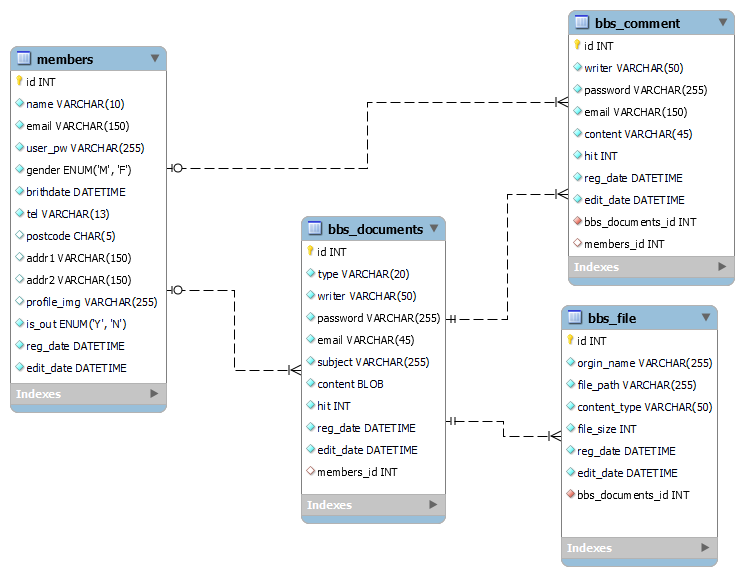 members
id INT
name VARCHAR(10)
email VARCHAR(150)
user_pw VARCHAR(255)
gender ENUM('M', 'F')
brithdate DATETIME
tel VARCHAR(13)
postcode CHAR(5)
addr1 VARCHAR(150)
addr2 VARCHAR(150)
profile_img VARCHAR(255)
is_out ENUM('Y', 'N')
reg_date DATETIME
edit_date DATETIME
Indexes
bbs_documents
id INT
type VARCHAR(20)
writer VARCHAR(50)
password VARCHAR(255)
email VARCHAR(45)
subject VARCHAR(255)
content BLOB
hit INT
reg_date DATETIME
edit_date DATETIME
members_id INT
Indexes
bbs_comment
id INT
writer VARCHAR(50)
password VARCHAR(255)
email VARCHAR(150)
content VARCHAR(45)
hit INT
reg_date DATETIME
edit_date DATETIME
bbs_documents_id INT
members_id INT
Indexes
bbs_file
id INT
orgin_name VARCHAR(255)
file_path VARCHAR(255)
content_type VARCHAR(50)
file_size INT
reg_date DATETIME
edit_date DATETIME
bbs_documents_id INT
Indexes